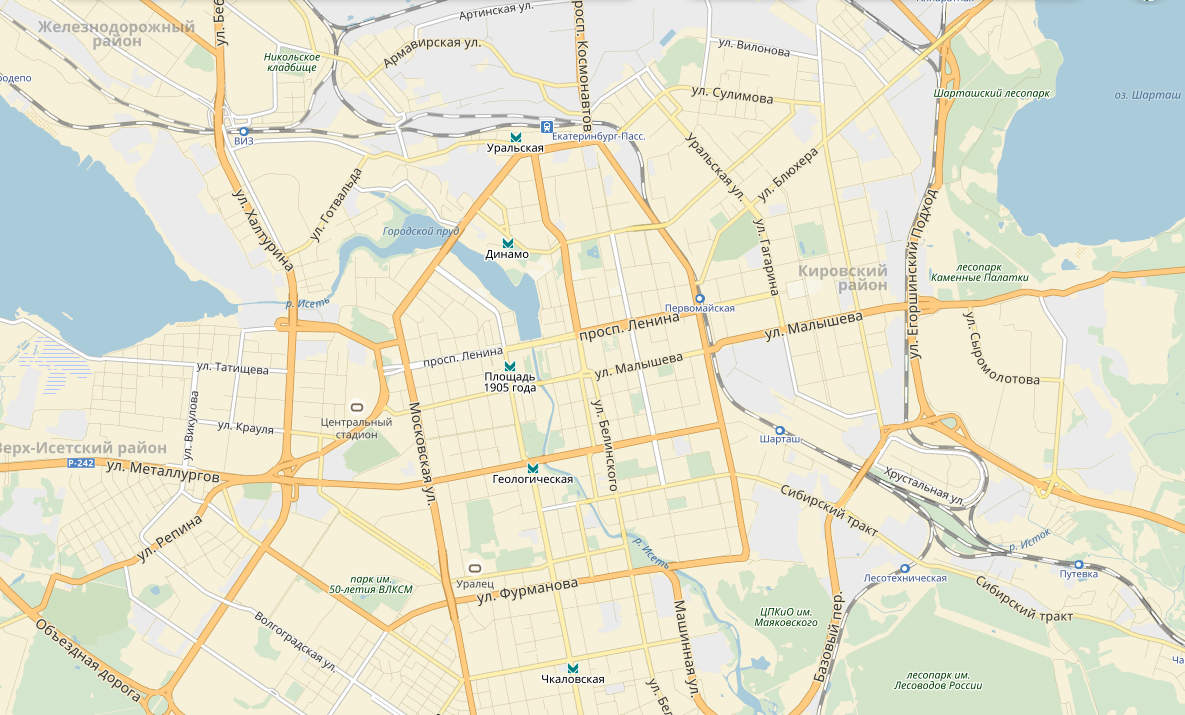 Артинская ул.
Железнодорожный
район
ул. Беб
Армавирская ул.
просп. Космонавтов
ул. Вилонова
Никольское
кладбище
ул. Сулимова
Шарташский лесопарк
оз. Шарташ
ВИЗ
Екатеринбург-Пасс.
Уральская
Уральская ул.
ул. Блюхера
ул. Готвальда
ул. Халтурина
Городской пруд
Динамо
ул. Гагарина
Кировский
район
ул. Егоршинский Подход
лесопарк
Каменные Палатки
р. Исеть
Первомайская
просп. Ленина
ул. Малышева
просп. Ленина
ул. Малышева
ул. Сыромолотова
ул. Татищева
Площадь
1905 года
Центральный
стадион
ул. Викулова
ул. Крауля
Московская ул.
ул. Белинского
Шарташ
Верх-Исетский район
Р-242
ул. Металлургов
Геологическая
Хрустальная ул.
Сибирский тракт
ул. Репина
р. Исеть
р. Исток
Уралец
парк им.
50-летия ВЛКСМ
ул. Фурманова
Лесотехническая
Путевка
Сибирский тракт
ЦПКиО им.
Маяковского
Машинная ул.
Базовый пер.
Волгоградская ул.
Объездная дорога
Чкаловская
лесопарк им.
Лесоводов России
ул. Бел
Ча